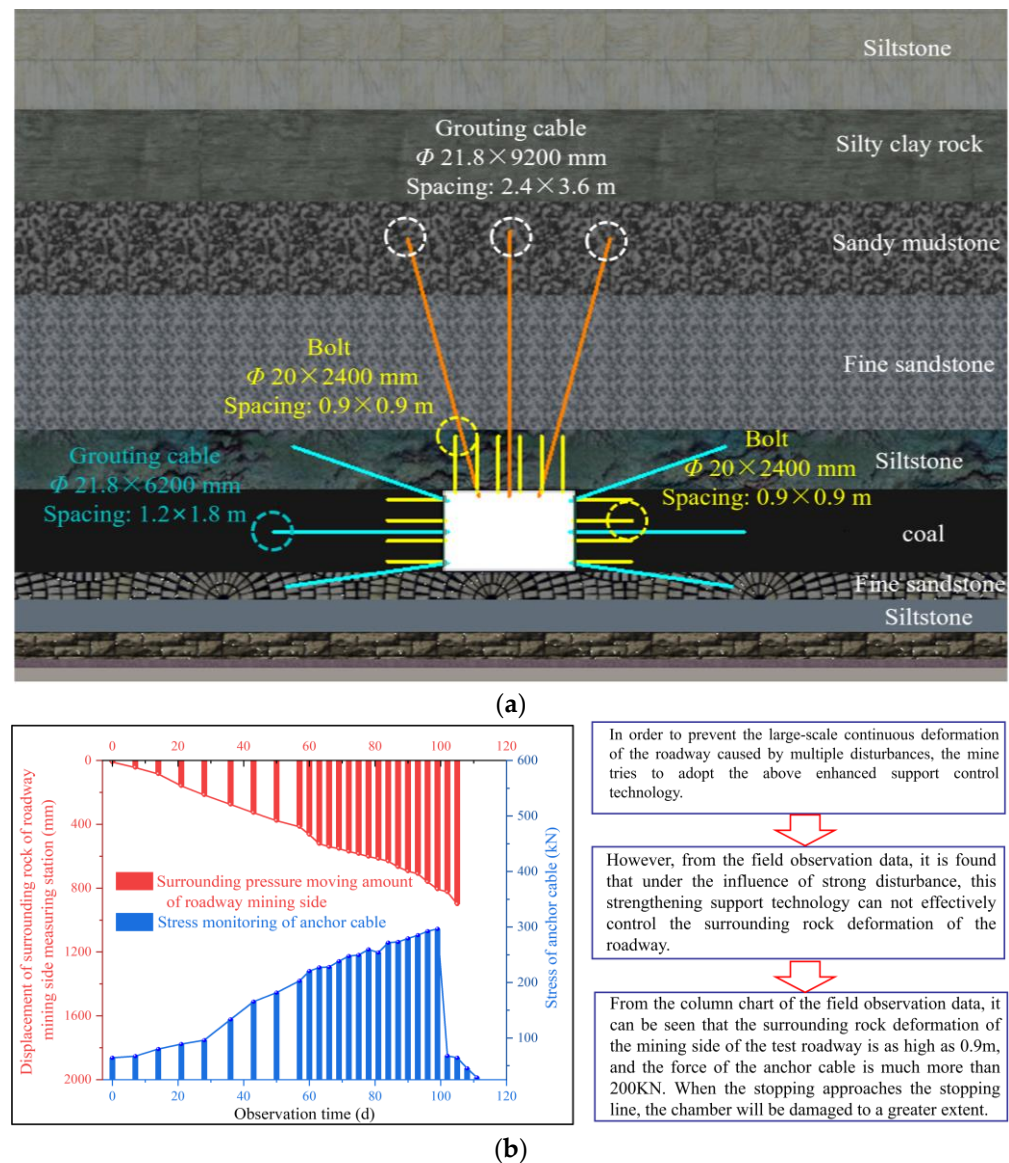 Siltstone
Grouting cable
Φ 21.8×9200 mm
Spacing: 2.4×3.6 m
Silty clay rock
Sandy mudstone
Bolt
Φ 20×2400 mm
Spacing: 0.9×0.9 m
Fine sandstone
Grouting cable
Φ 21.8×6200 mm
Spacing: 1.2×1.8 m
Bolt
Φ 20×2400 mm
0.9×0.9 m
Siltstone
coal
Fine sandstone
Siltstone
(a)
0 20 40 60 80 100 120
0
400
800
1200
1600
2000
Displacement of surrounding rock of roadway
mining side measuring station (mm)
Surrounding pressure moving amount
of roadway mining side
Stress monitoring of anchor cable
600
500
400
300
200
100
0
Stress of anchor cable (kN)
0 20 40 60 80 100 120
Observation time (d)
In order to prevent the large-scale continuous deformation
of the roadway caused by multiple disturbances, the mine
tries to adopt the above enhanced support control
technology.
However, from the field observation data, it is found
that under the influence of strong disturbance, this
strengthening support technology can not effectively
control the surrounding rock deformation of the
roadway.
From the column chart of the field observation data, it
can be seen that the surrounding rock deformation of
the mining side of the test roadway is as high as 0.9m,
and the force of the anchor cable is much more than
200KN. When the stopping approaches the stopping
line, the chamber will be damaged to a greater extent.
(b)